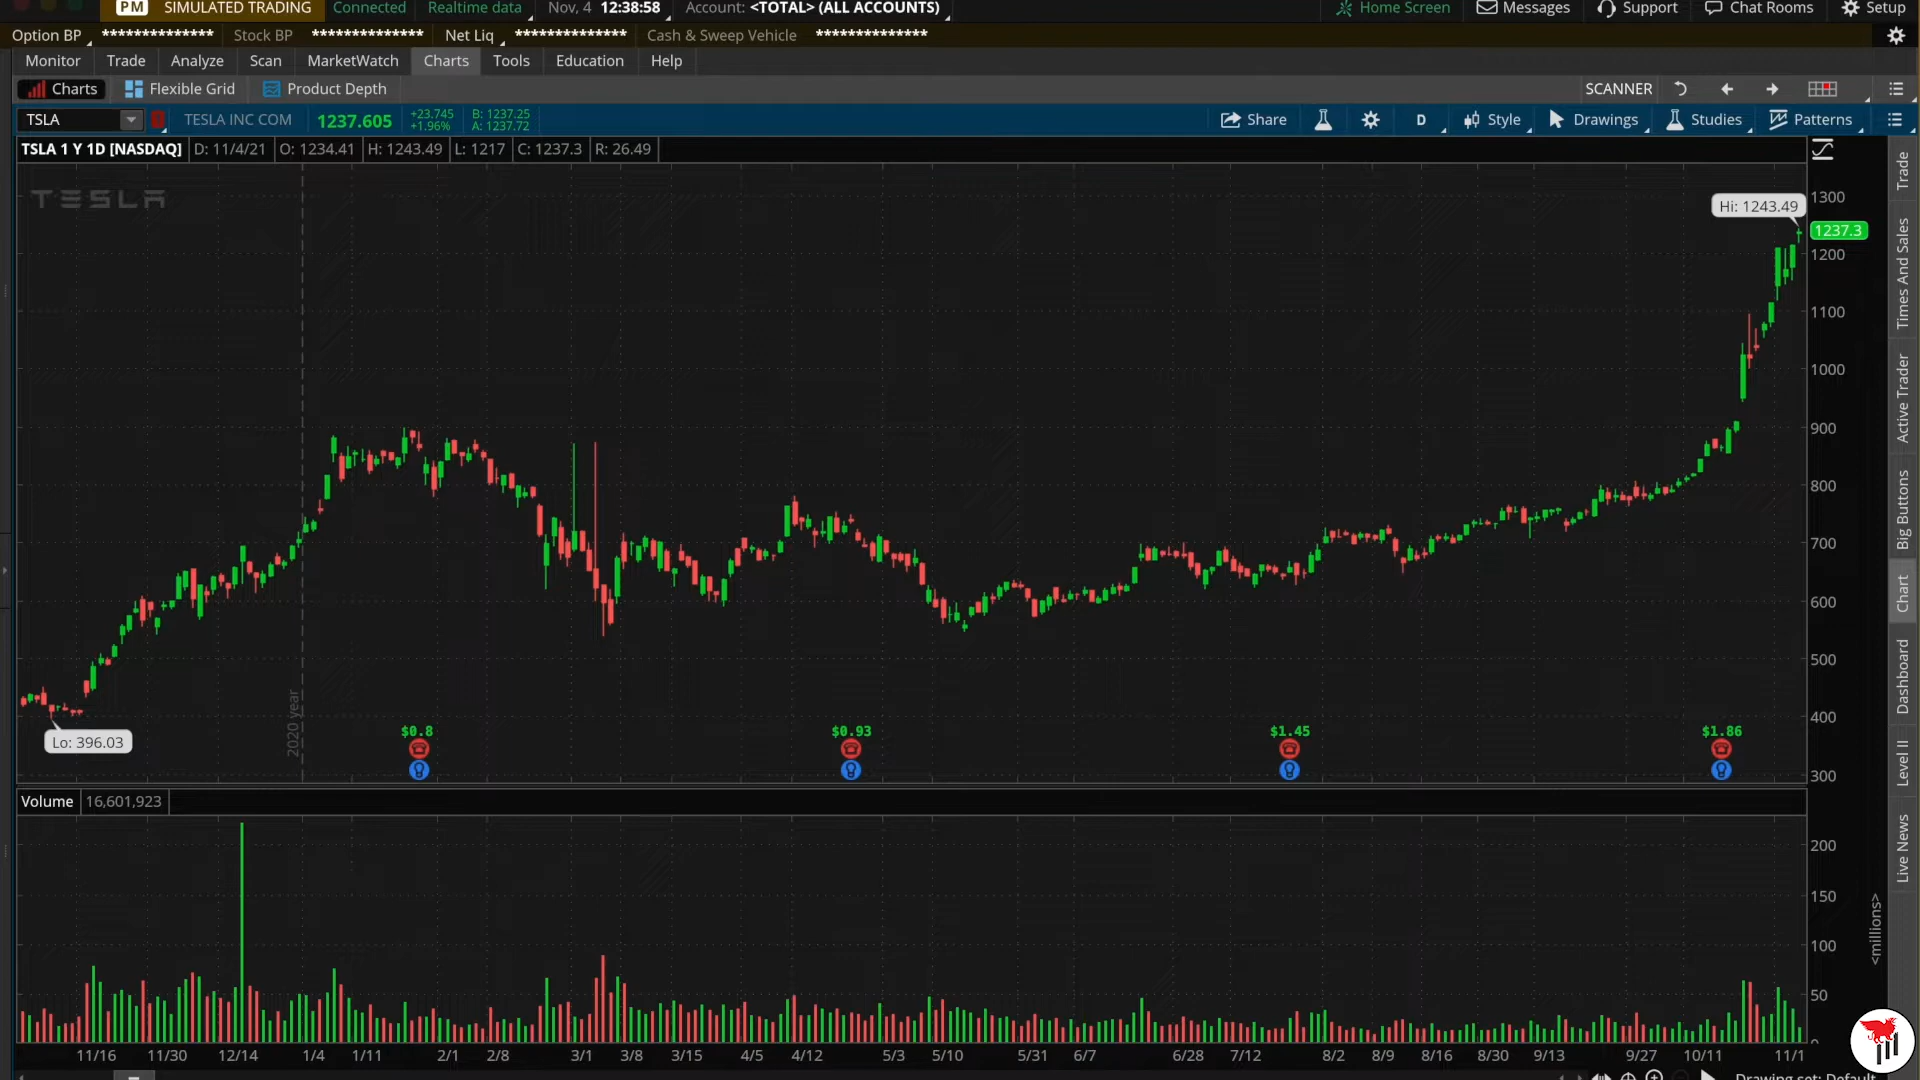 PM SIMULATED TRADING Connected Realtime data Nov, 4 12:38:58 Account: <TOTAL> (ALL ACCOUNTS) Home Screen Messages Support Chat Rooms Setup
Option BP ************** Stock BP ************** Net Liq ************** Cash & Sweep Vehicle **************
Monitor Trade Analyze Scan MarketWatch Charts Tools Education Help
Charts Flexible Grid Product Depth SCANNER
TSLA TESLA INC COM 1237.605 +23.745 B: 1237.25 Share D Style Drawings Studies Patterns
+1.96% A: 1237.72
TSLA 1 Y 1D [NASDAQ] D: 11/4/21 O: 1234.41 H: 1243.49 L: 1217 C: 1237.3 R: 26.49
TESLA
Hi: 1243.49
1300
1237.3
1200
1100
1000
900
800
700
600
500
400
300
Lo: 396.03
2020 year
$0.8 $0.93 $1.45 $1.86
Volume 16,601,923
200
150
100
50
0
<millions>
11/16 11/30 12/14 1/4 1/11 2/1 2/8 3/1 3/8 3/15 4/5 4/12 5/3 5/10 5/31 6/7 6/28 7/12 8/2 8/9 8/16 8/30 9/13 9/27 10/11 11/1
Drawing set: Default
Trade
Times And Sales
Active Trader
Big Buttons
Chart
Dashboard
Level II
Live News